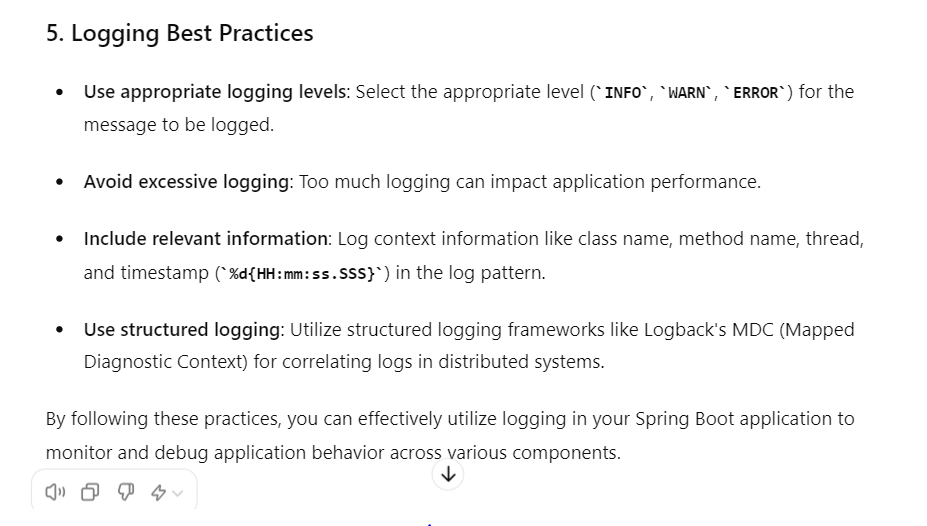 5. Logging Best Practices
• Use appropriate logging levels: Select the appropriate level (`INFO`, `WARN`, `ERROR`) for the
message to be logged.
• Avoid excessive logging: Too much logging can impact application performance.
• Include relevant information: Log context information like class name, method name, thread,
and timestamp (`%d{HH:mm:ss.SSS}`) in the log pattern.
• Use structured logging: Utilize structured logging frameworks like Logback's MDC (Mapped
Diagnostic Context) for correlating logs in distributed systems.
By following these practices, you can effectively utilize logging in your Spring Boot application to
monitor and debug application behavior across various components.